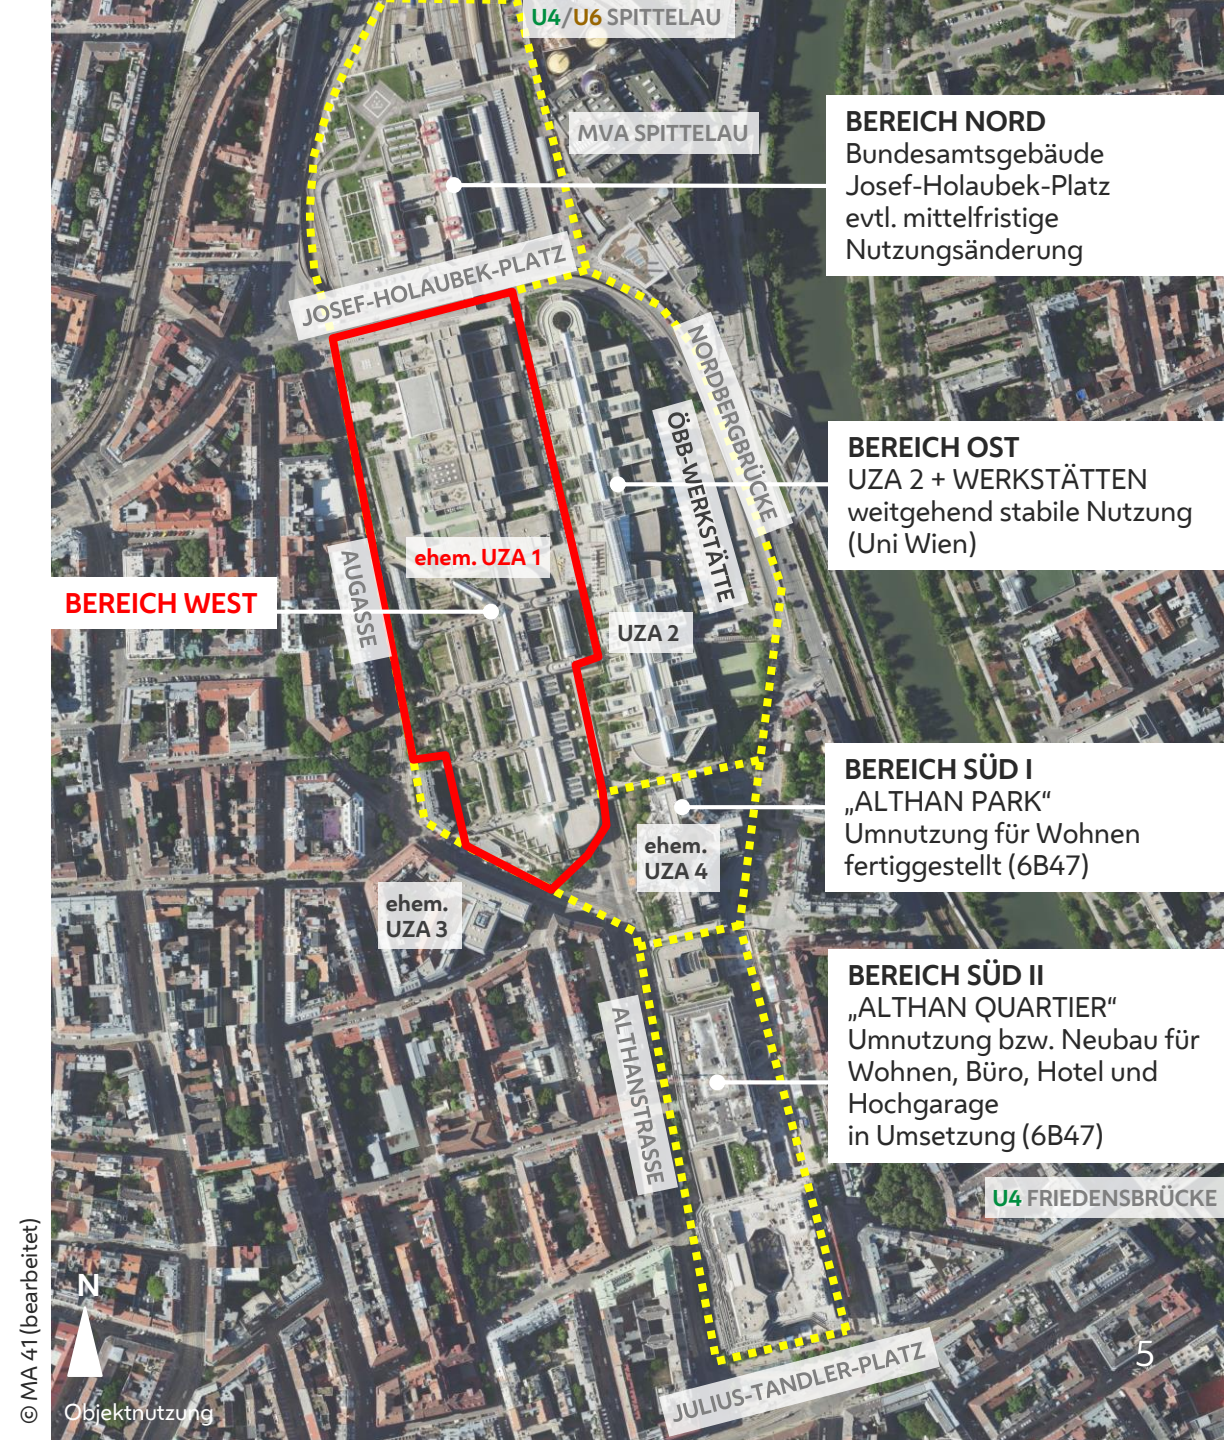 U4/U6 SPITTELAU
MVA SPITTELAU
BEREICH NORD
Bundesamtsgebäude
Josef-Holaubek-Platz
evtl. mittelfristige
Nutzungsänderung
JOSEF-HOLAUBEK-PLATZ
NORDBERGBRÜCKE
ÖBB-WERKSTÄTTE
BEREICH OST
UZA 2 + WERKSTÄTTEN
weitgehend stabile Nutzung
(Uni Wien)
ehem. UZA 1
AUGASSE
BEREICH WEST
UZA 2
BEREICH SÜD I
„ALTHAN PARK“
Umnutzung für Wohnen
fertiggestellt (6B47)
ehem.
UZA 4
ehem.
UZA 3
BEREICH SÜD II
„ALTHAN QUARTIER“
Umnutzung bzw. Neubau für
Wohnen, Büro, Hotel und
Hochgarage
in Umsetzung (6B47)
ALTHANSTRASSE
U4 FRIEDENSBRÜCKE
JULIUS-TANDLER-PLATZ
N
5
Objektnutzung
© MA 41 (bearbeitet)